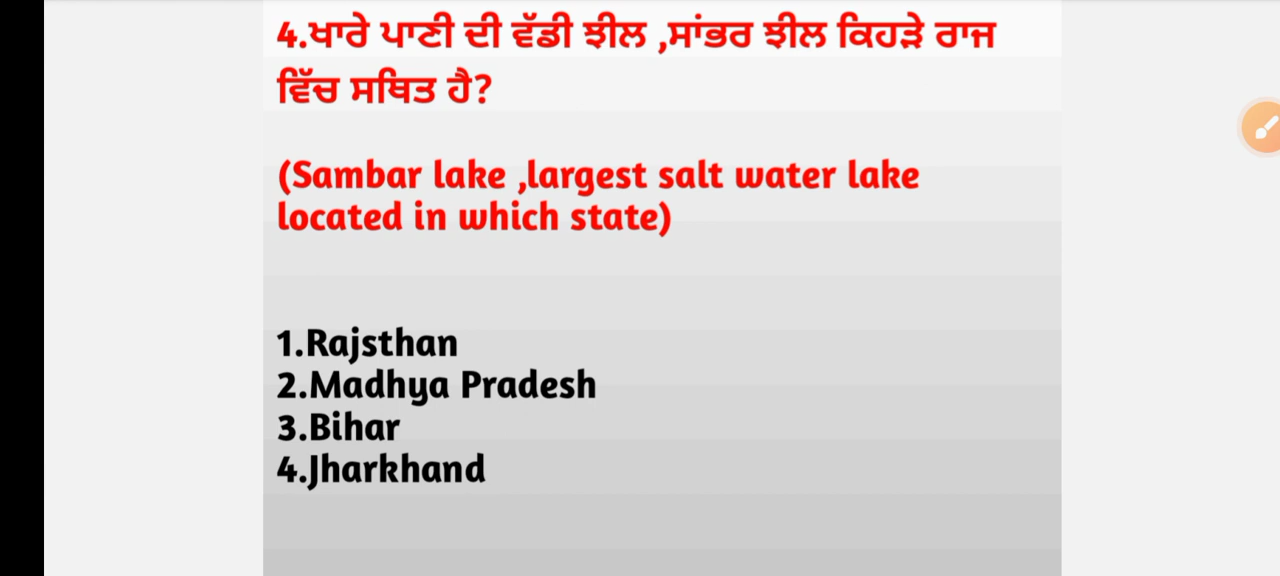 4.ਖਾਰੇ ਪਾਣੀ ਦੀ ਵੱਡੀ ਝੀਲ ,ਸਾਂਭਰ ਝੀਲ ਕਿਹੜੇ ਰਾਜ
ਵਿੱਚ ਸਥਿਤ ਹੈ?
(Sambar lake ,largest salt water lake
located in which state)
1.Rajsthan
2.Madhya Pradesh
3.Bihar
4.Jharkhand